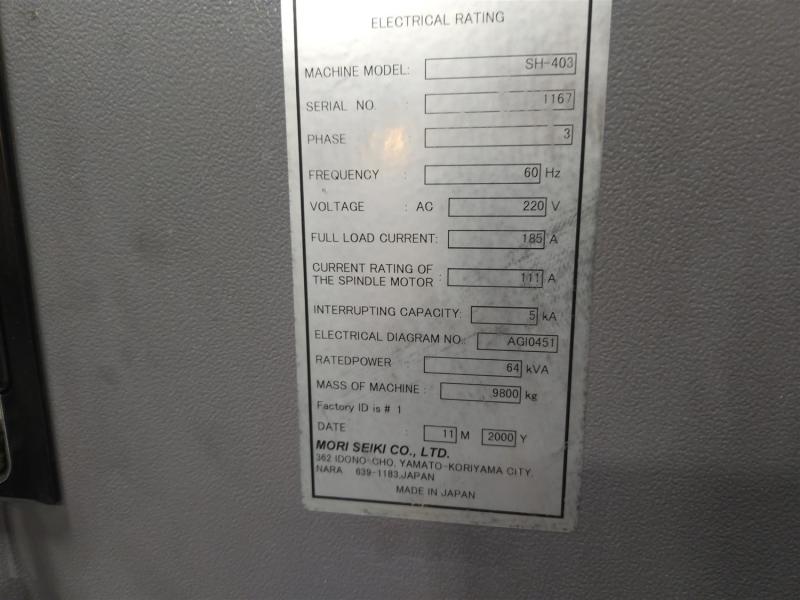 ELECTRICAL RATING
MACHINE MODEL: SH-403
SERIAL NO. : 1167
PHASE : 3
FREQUENCY : 60 Hz
VOLTAGE : AC 220 V
FULL LOAD CURRENT: 185 A
CURRENT RATING OF
THE SPINDLE MOTOR : 111 A
INTERRUPTING CAPACITY: 5 kA
ELECTRICAL DIAGRAM NO.: AGI0451
RATEDPOWER : 64 kVA
MASS OF MACHINE : 9800 kg
Factory ID is # 1
DATE : 11 M 2000 Y
MORI SEIKI CO., LTD.
362 IDONO-CHO, YAMATO-KORIYAMA CITY,
NARA 639-1183,JAPAN
MADE IN JAPAN